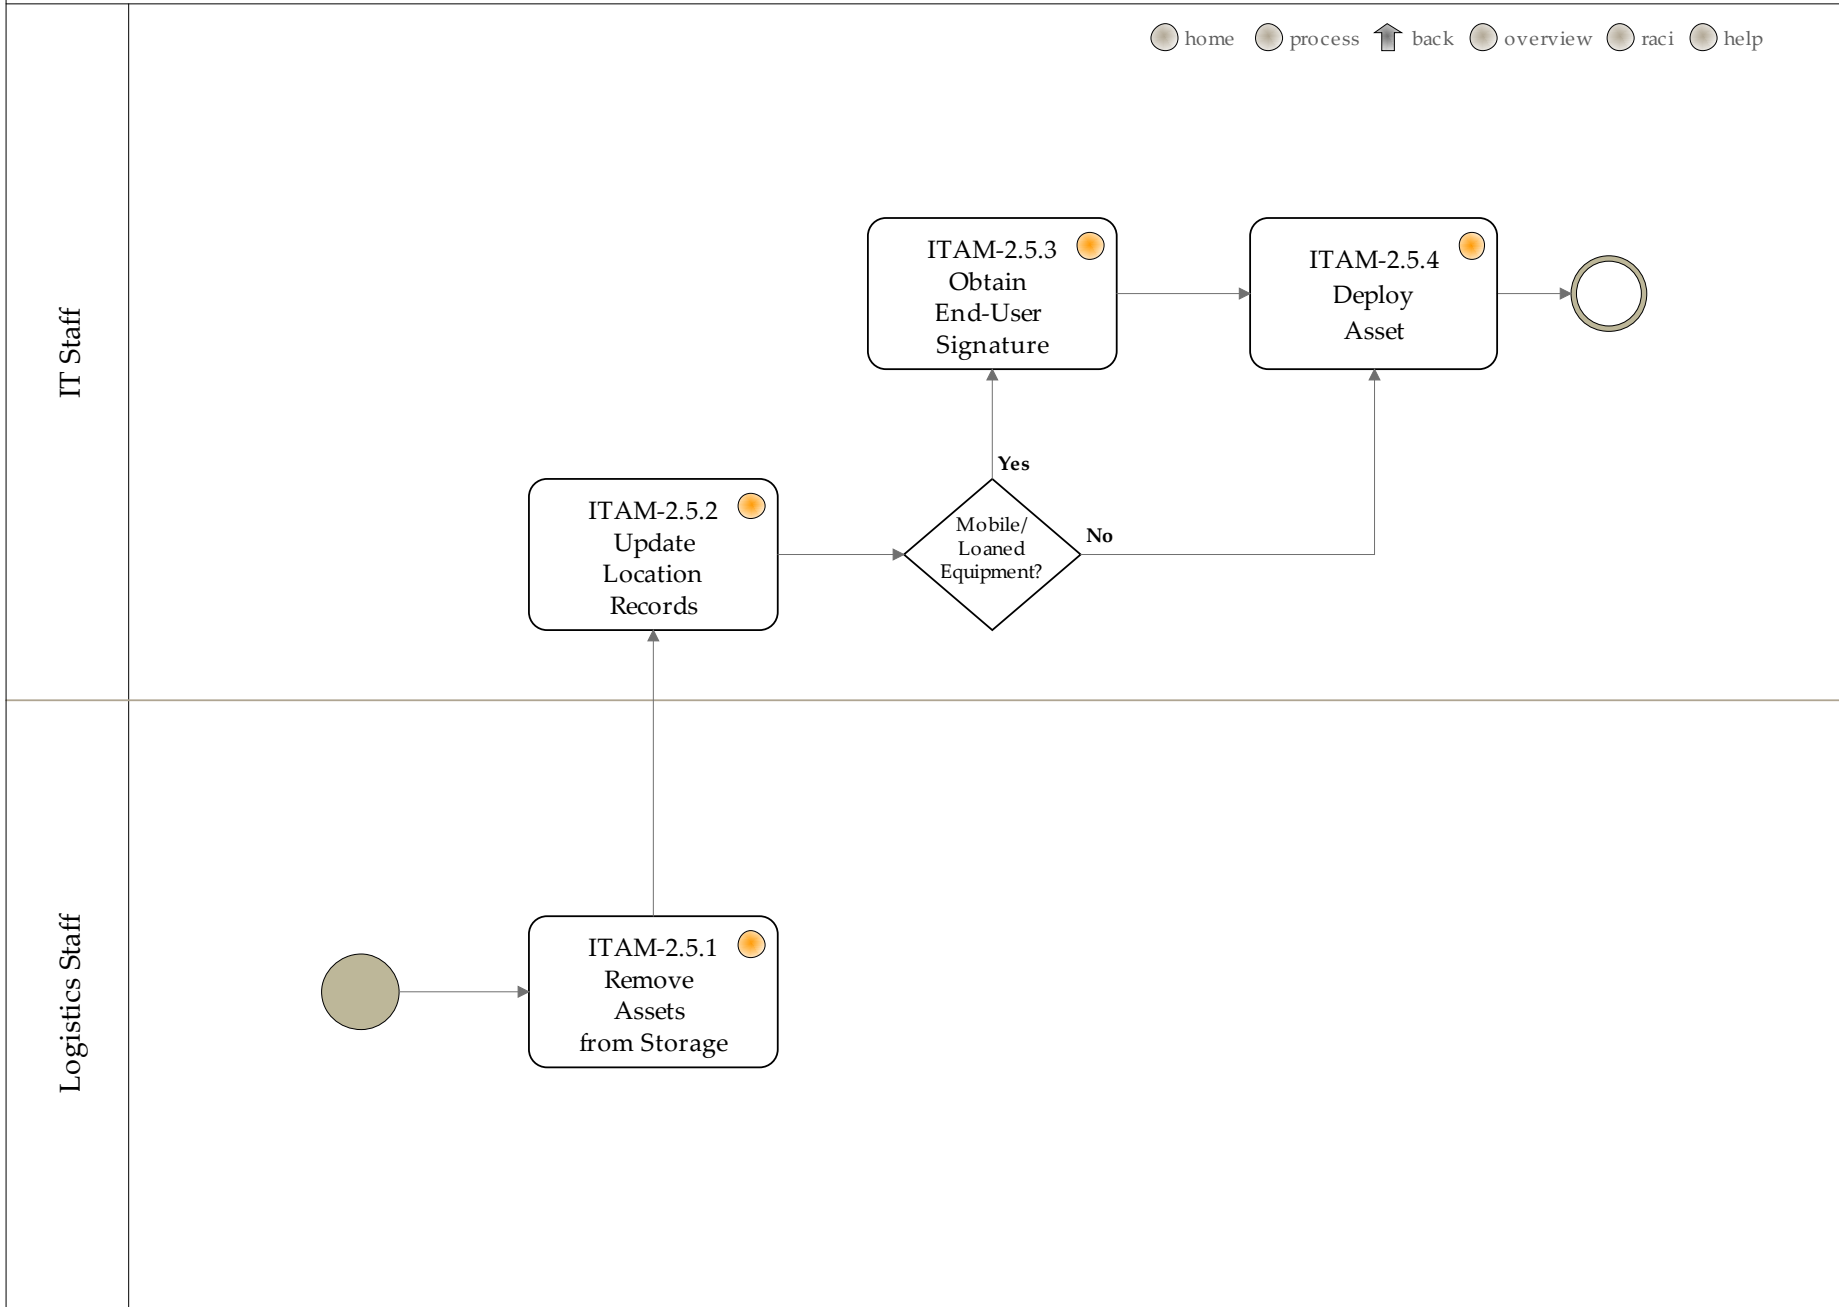 home process back overview raci help
IT Staff
ITAM-2.5.3
Obtain
End-User
Signature
ITAM-2.5.4
Deploy
Asset
Yes
No
ITAM-2.5.2
Update
Location
Records
Mobile/
Loaned
Equipment?
Logistics Staff
ITAM-2.5.1
Remove
Assets
from Storage